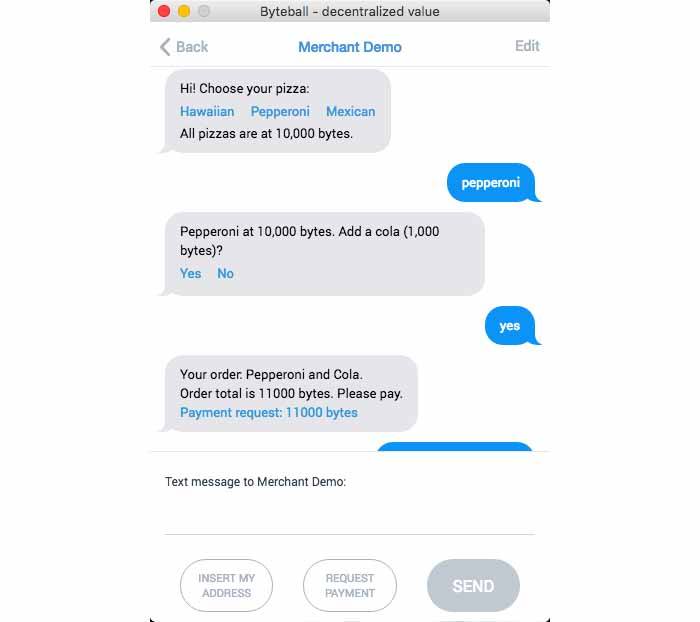 Byteball - decentralized value
Back
Merchant Demo
Edit
Hi! Choose your pizza:
Hawaiian Pepperoni Mexican
All pizzas are at 10,000 bytes.
pepperoni
Pepperoni at 10,000 bytes. Add a cola (1,000
bytes)?
Yes No
yes
Your order: Pepperoni and Cola.
Order total is 11000 bytes. Please pay.
Payment request: 11000 bytes
Text message to Merchant Demo:
INSERT MY
ADDRESS
REQUEST
PAYMENT
SEND